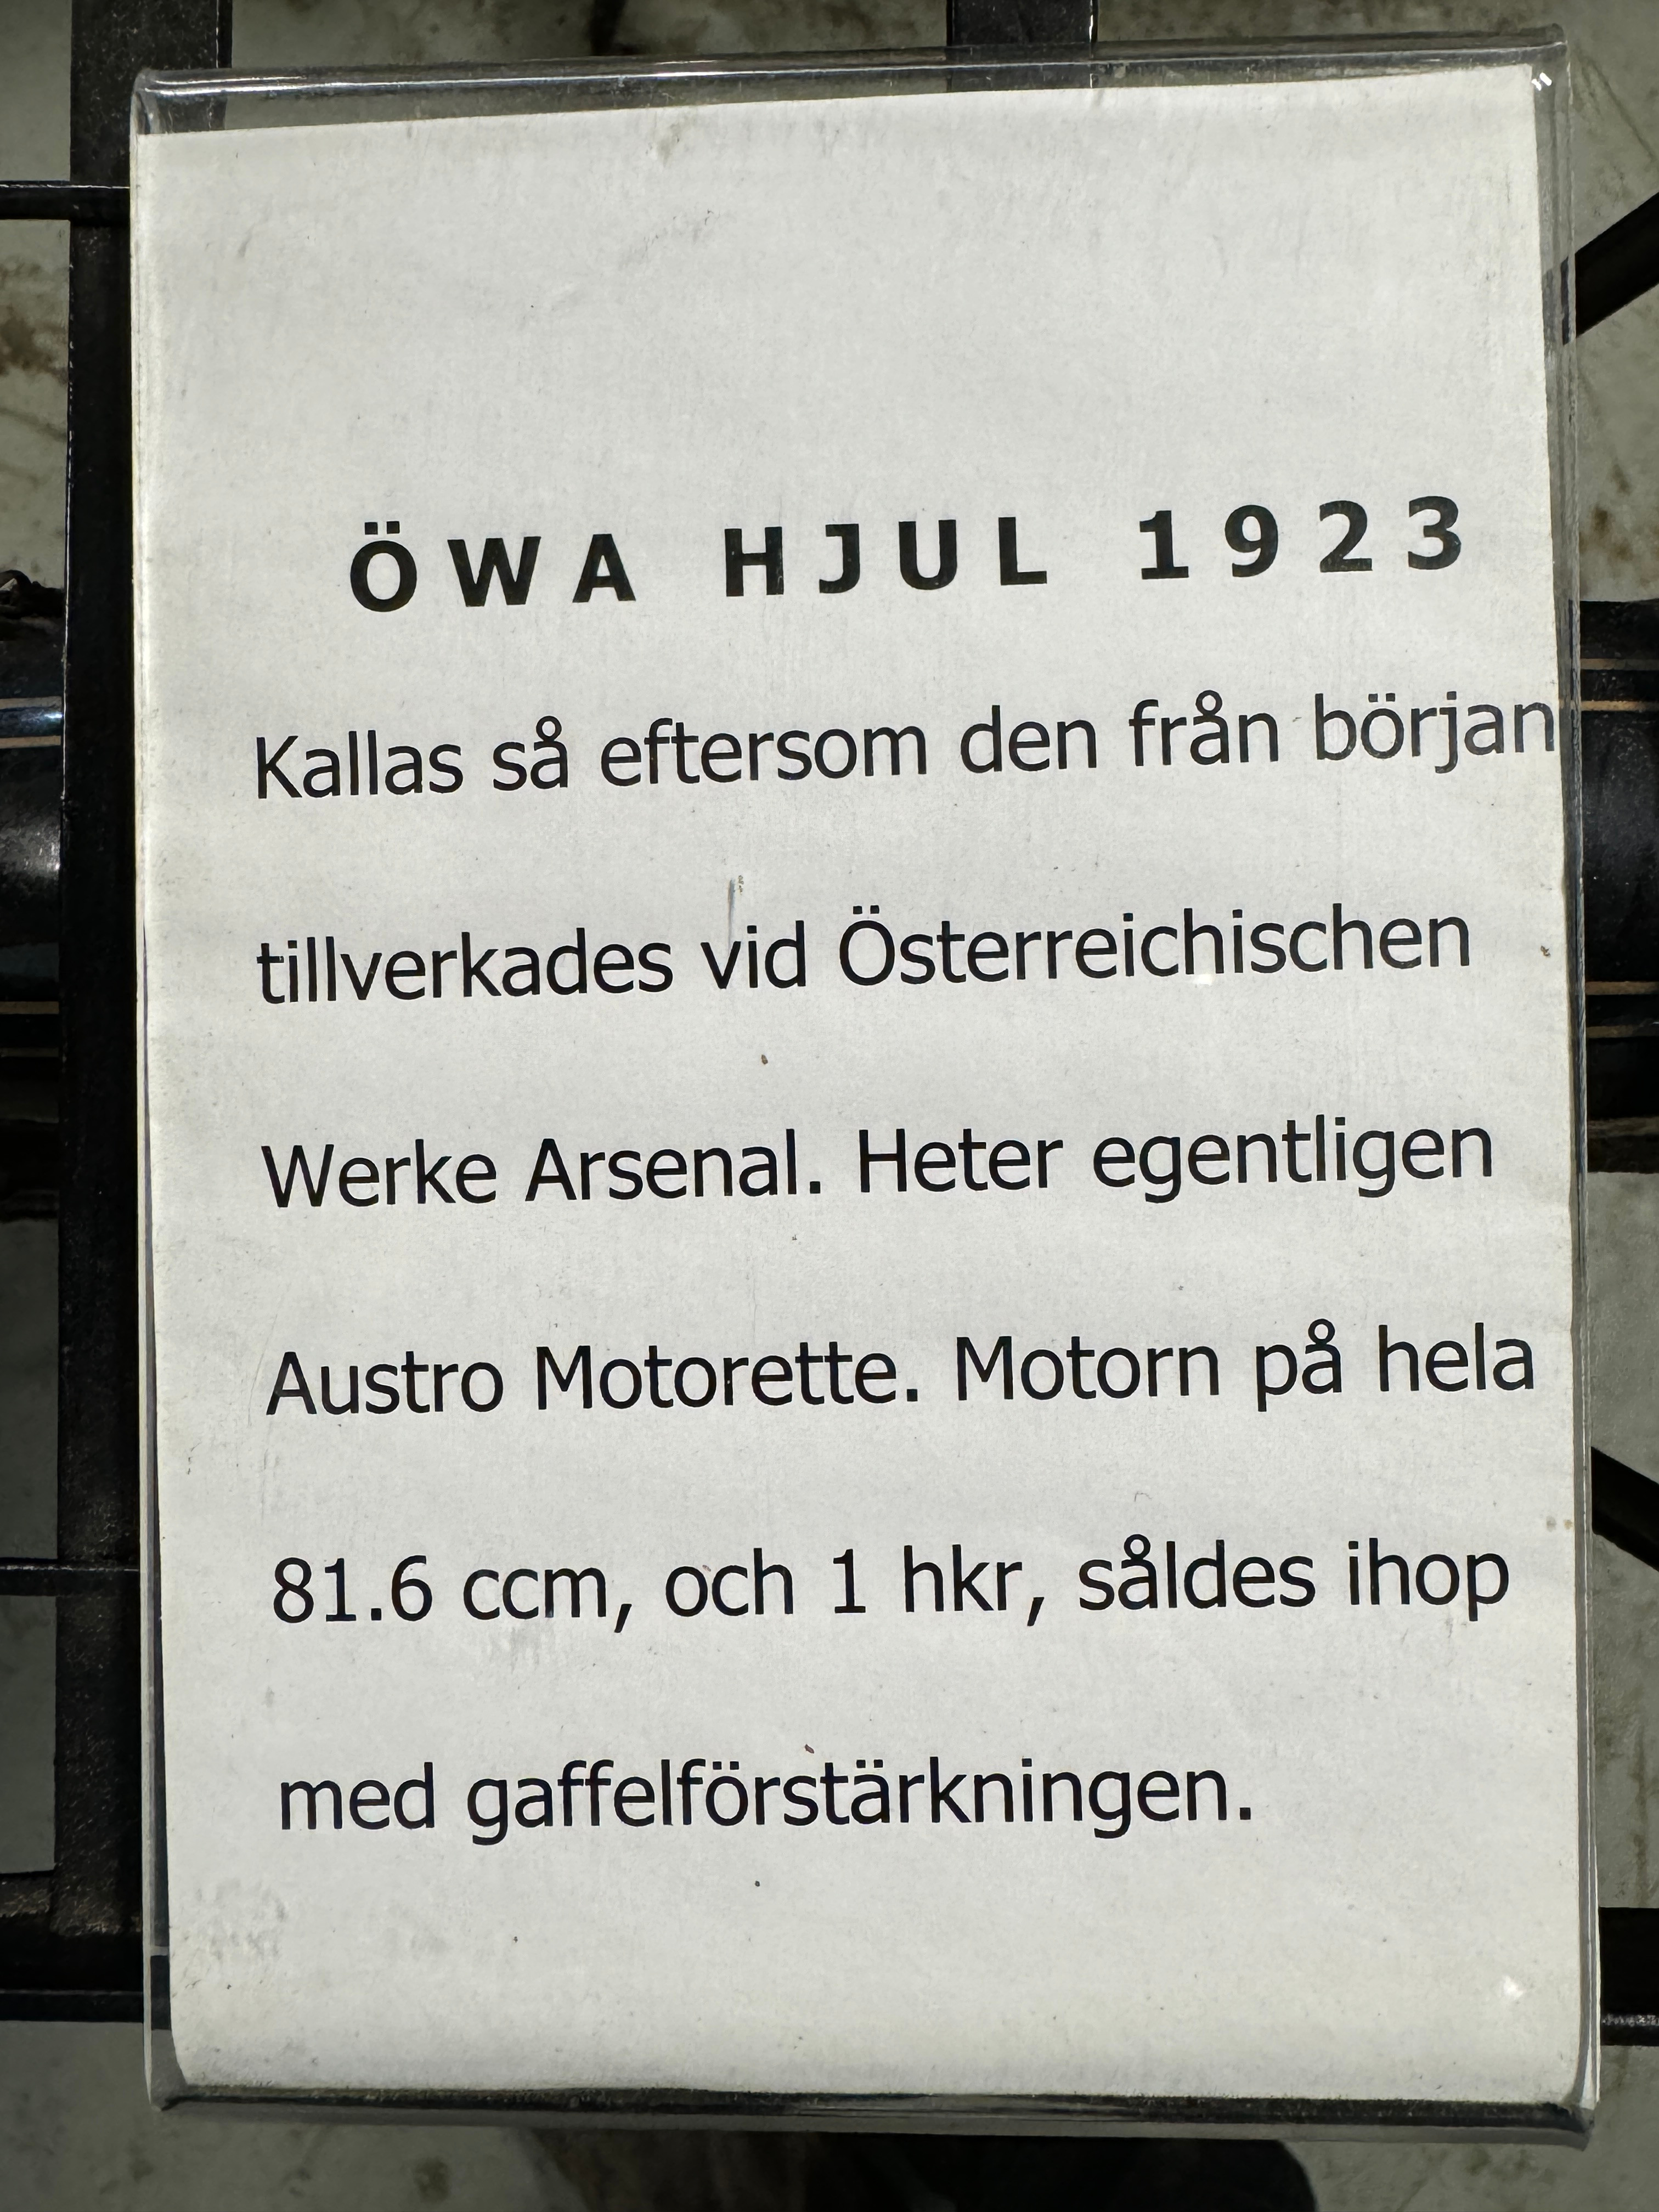 ÖWA HJUL 1923
Kallas så eftersom den från början
tillverkades vid Österreichischen
Werke Arsenal. Heter egentligen
Austro Motorette. Motorn på hela
81.6 ccm, och 1 hkr, såldes ihop
med gaffelförstärkningen.